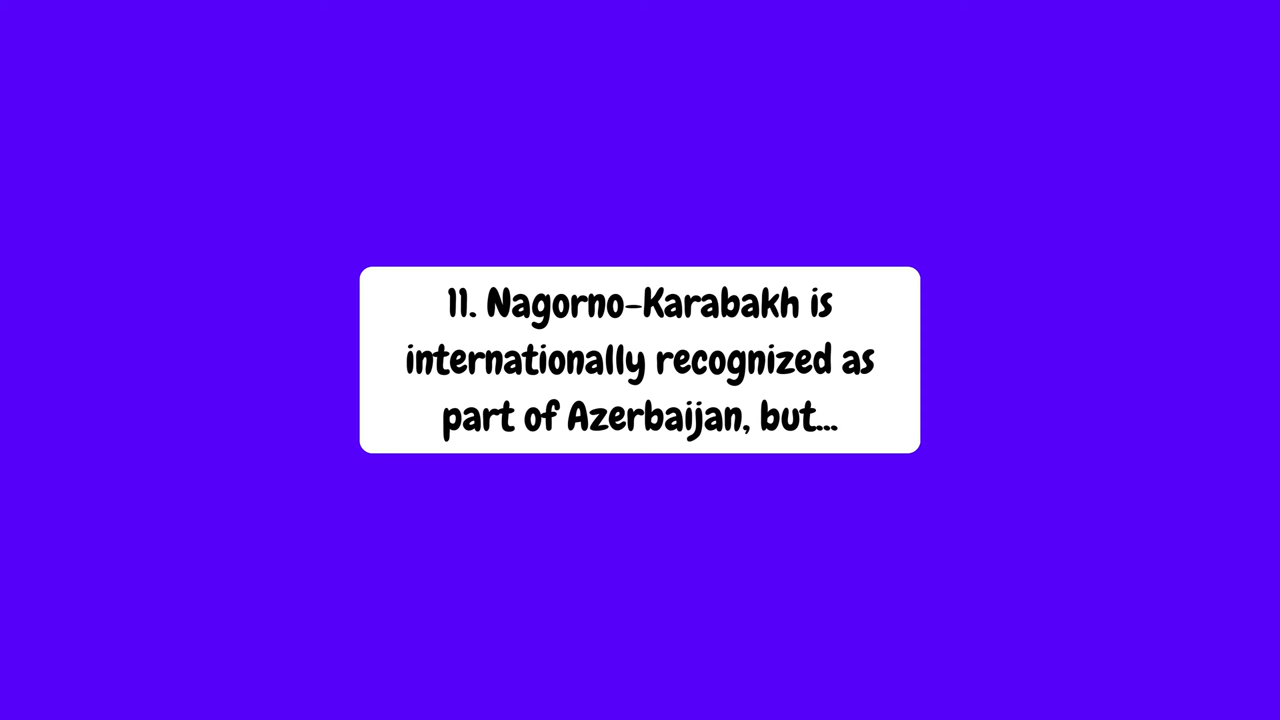 11. Nagorno-Karabakh is
internationally recognized as
part of Azerbaijan, but...